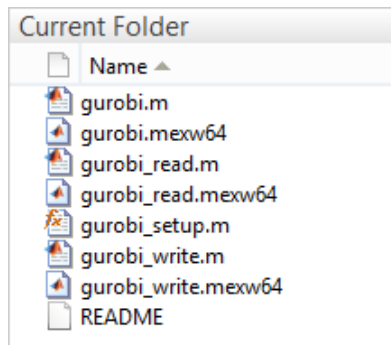 Current Folder
Name
gurobi.m
gurobi.mexw64
gurobi_read.m
gurobi_read.mexw64
gurobi_setup.m
gurobi_write.m
gurobi_write.mexw64
README